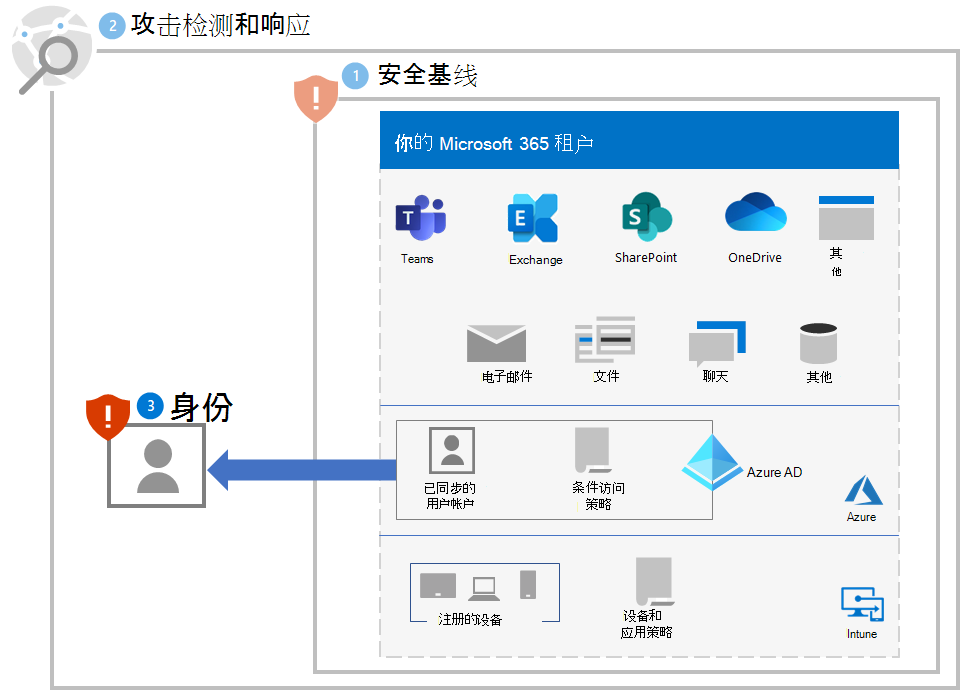 2 攻击检测和响应
1 安全基线
你的 Microsoft 365 租户
T
E
S
Teams
Exchange
SharePoint
OneDrive
其
他
电子邮件
文件
聊天
其他
3 身份
已同步的
用户帐户
条件访问
策略
Azure AD
Azure
注册的设备
设备和
应用策略
Intune